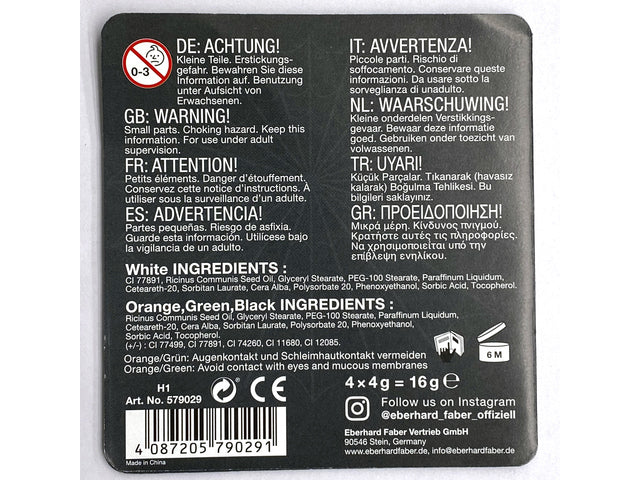 0-3
DE: ACHTUNG!
Kleine Teile. Erstickungs-
gefahr. Bewahren Sie diese
Information auf. Benutzung
unter Aufsicht von
Erwachsenen.
GB: WARNING!
Small parts. Choking hazard. Keep this
information. For use under adult
supervision.
FR: ATTENTION!
Petits éléments. Danger d'étouffement.
Conservez cette notice d'instructions. À
utiliser sous la surveillance d'un adulte.
ES: ADVERTENCIA!
Partes pequeñas. Riesgo de asfixia.
Guarde esta información. Utilícese bajo
la vigilancia de un adulto.
IT: AVVERTENZA!
Piccole parti. Rischio di
soffocamento. Conservare queste
informazioni. Da usare sotto la
sorveglianza di unadulto.
NL: WAARSCHUWING!
Kleine onderdelen Verstikkings-
gevaar. Bewaar deze informatie
goed. Gebruiken onder toezicht van
volwassenen.
TR: UYARI!
Küçük Parçalar. Tıkanarak (havasız
kalarak) Boğulma Tehlikesi. Bu
bilgileri saklayınız.
GR: ΠΡΟΕΙΔΟΠΟΙΗΣΗ!
Μικρά μέρη. Κίνδυνος πνιγμού.
Κρατήστε αυτές τις πληροφορίες.
Να χρησιμοποιείται υπό την
επίβλεψη ενηλίκου.
White INGREDIENTS :
CI 77891, Ricinus Communis Seed Oil, Glyceryl Stearate, PEG-100 Stearate, Paraffinum Liquidum,
Ceteareth-20, Sorbitan Laurate, Cera Alba, Polysorbate 20, Phenoxyethanol, Sorbic Acid, Tocopherol.
Orange,Green,Black INGREDIENTS :
Ricinus Communis Seed Oil, Glyceryl Stearate, PEG-100 Stearate, Paraffinum Liquidum,
Ceteareth-20, Cera Alba, Sorbitan Laurate, Polysorbate 20, Phenoxyethanol,
Sorbic Acid, Tocopherol.
(+/-) : CI 77499, CI 77891, CI 74260, CI 11680, CI 12085.
Orange/Grün: Augenkontakt und Schleimhautkontakt vermeiden
Orange/Green: Avoid contact with eyes and mucous membranes
6 M
H1
Art. No. 579029
2
CE
4 087205 790291
Made in China
4 x 4g = 16g ℮
Follow us on Instagram
@eberhard_faber_offiziell
Eberhard Faber Vertrieb GmbH
90546 Stein, Germany
www.eberhardfaber.de, info@eberhardfaber.de